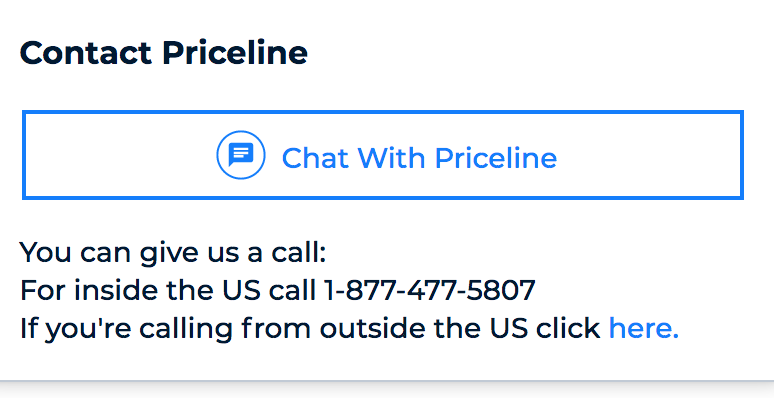 Contact Priceline
Chat With Priceline
You can give us a call:
For inside the US call 1-877-477-5807
If you're calling from outside the US click here.